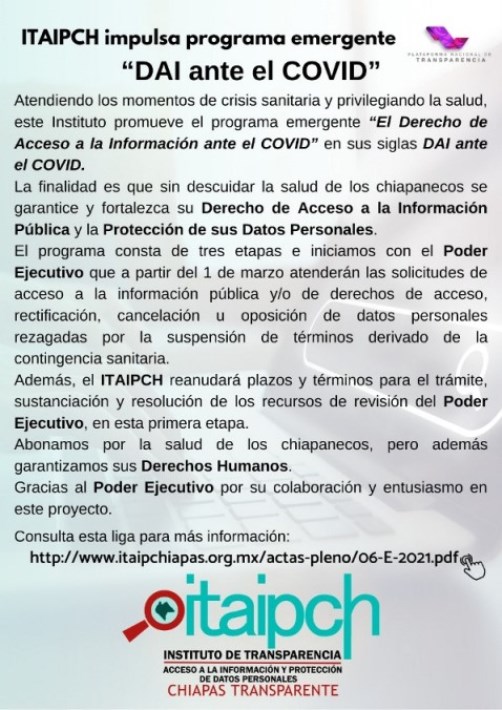 ITAIPCH impulsa programa emergente
PLATAFORMA NACIONAL DE
TRANSPARENCIA
“DAI ante el COVID”
Atendiendo los momentos de crisis sanitaria y privilegiando la salud,
este Instituto promueve el programa emergente “El Derecho de
Acceso a la Información ante el COVID” en sus siglas DAI ante
el COVID.
La finalidad es que sin descuidar la salud de los chiapanecos se
garantice y fortalezca su Derecho de Acceso a la Información
Pública y la Protección de sus Datos Personales.
El programa consta de tres etapas e iniciamos con el Poder
Ejecutivo que a partir del 1 de marzo atenderán las solicitudes de
acceso a la información pública y/o de derechos de acceso,
rectificación, cancelación u oposición de datos personales
rezagadas por la suspensión de términos derivado de la
contingencia sanitaria.
Además, el ITAIPCH reanudará plazos y términos para el trámite,
sustanciación y resolución de los recursos de revisión del Poder
Ejecutivo, en esta primera etapa.
Abonamos por la salud de los chiapanecos, pero además
garantizamos sus Derechos Humanos.
Gracias al Poder Ejecutivo por su colaboración y entusiasmo en
este proyecto.
Consulta esta liga para más información:
http://www.itaipchiapas.org.mx/actas-pleno/06-E-2021.pdf
itaipch
INSTITUTO DE TRANSPARENCIA
ACCESO A LA INFORMACIÓN Y PROTECCIÓN
DE DATOS PERSONALES
CHIAPAS TRANSPARENTE